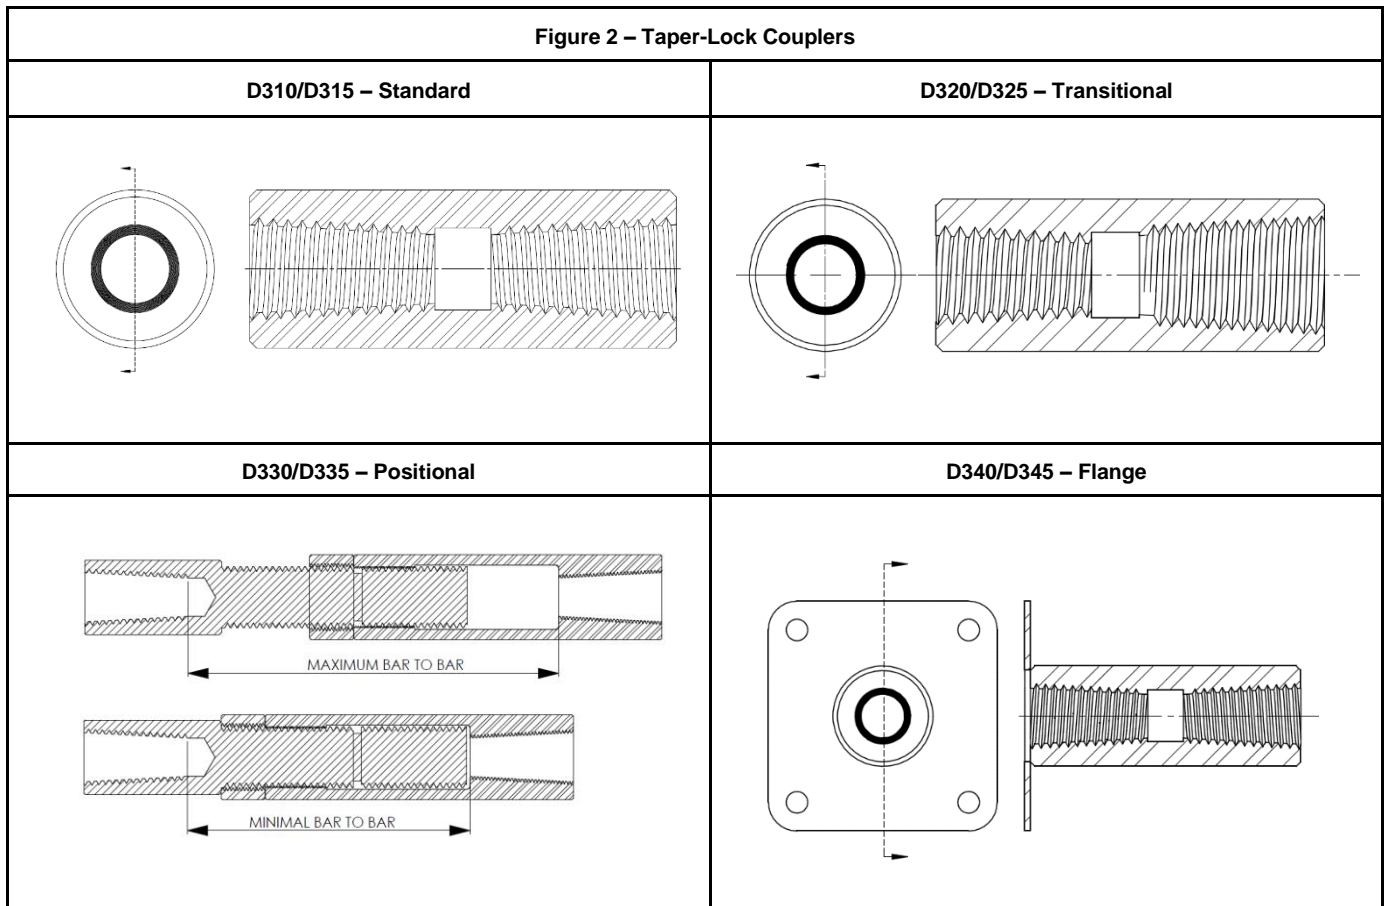 Figure 2 – Taper-Lock Couplers
D310/D315 – Standard
D320/D325 – Transitional
D330/D335 – Positional
D340/D345 – Flange
MAXIMUM BAR TO BAR
MINIMAL BAR TO BAR